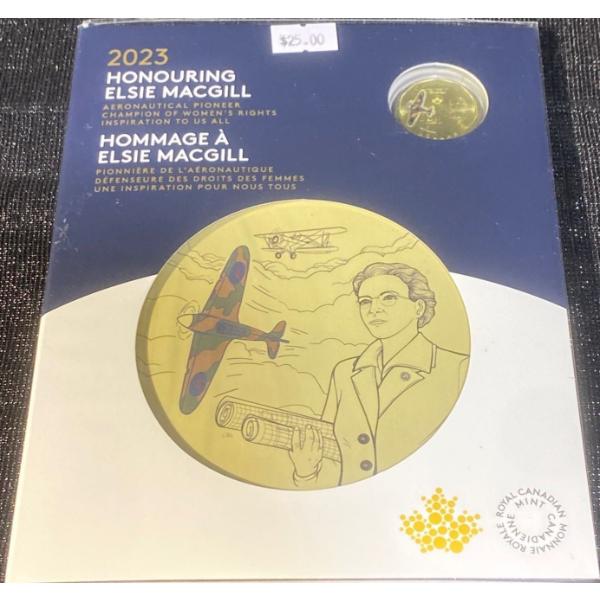 $25.00
2023
HONOURING
ELSIE MACGILL
AERONAUTICAL PIONEER
CHAMPION OF WOMEN'S RIGHTS
INSPIRATION TO US ALL
HOMMAGE À
ELSIE MACGILL
PIONNIÈRE DE L'AÉRONAUTIQUE
DÉFENSEURE DES DROITS DES FEMMES
UNE INSPIRATION POUR NOUS TOUS
ROYAL CANADIAN MINT
MONNAIE ROYALE CANADIENNE